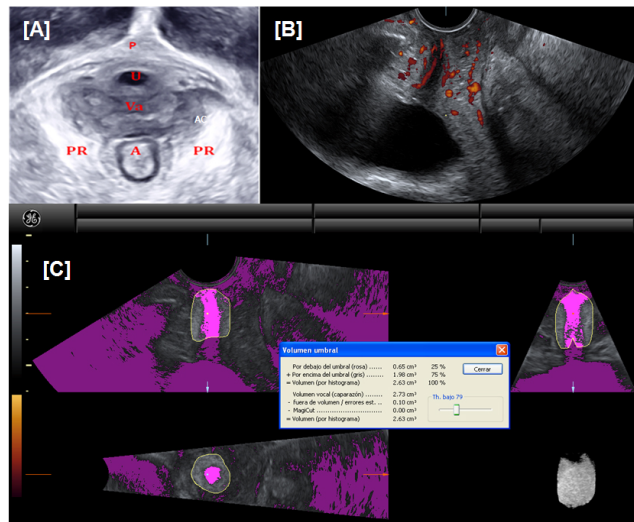 [A]
P
U
Va
AC
PR
A
PR
[B]
[C]
Volumen umbral
Por debajo del umbral (rosa) ...... 0.65 cm³ 25 %
+ Por encima del umbral (gris) ........ 1.98 cm³ 75 %
= Volumen (por histograma) 2.63 cm³ 100 %
Volumen vocal (caparazón) ........ 2.73 cm³
- fuera de volumen / errores est. .. 0.10 cm³
- MagiCut .............................. 0.00 cm³
= Volumen (por histograma) 2.63 cm³
Cerrar
Th. bajo 79